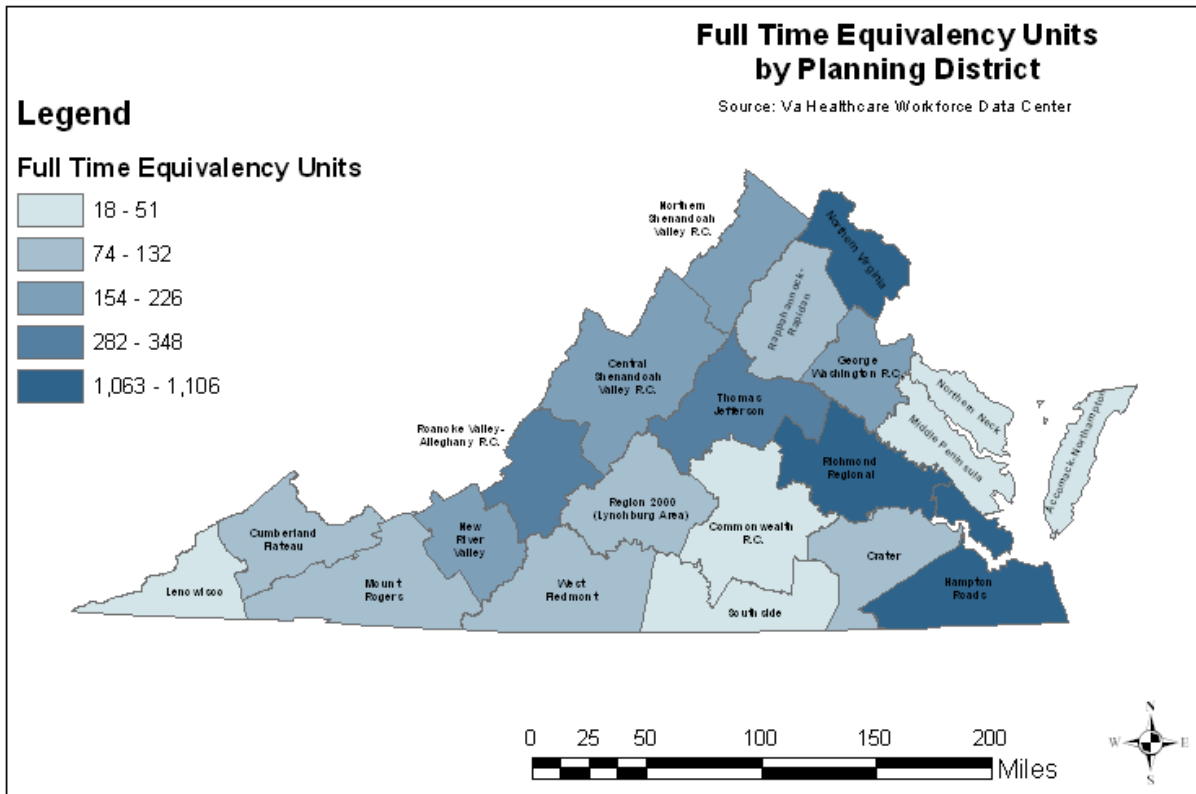 Full Time Equivalency Units
by Planning District
Source: Va Healthcare Workforce Data Center
Legend
Full Time Equivalency Units
18 - 51
74 - 132
154 - 226
282 - 348
1,063 - 1,106
Northern
Shenandoah
Valley R.C.
Northern Virginia
Rappahannock-
Rapidan
Central
Shenandoah
Valley R.C.
George
Washington R.C.
Northern Neck
Middle Peninsula
Accomack-Northampton
Thomas
Jefferson
Roanoke Valley-
Alleghany R.C.
Richmond
Regional
Region 2000
(Lynchburg Area)
Commonwealth
R.C.
Cumberland
Plateau
New
River
Valley
Crater
Lenowisco
Mount
Rogers
West
Piedmont
Southside
Hampton
Roads
0 25 50 100 150 200
Miles
N
W E
S